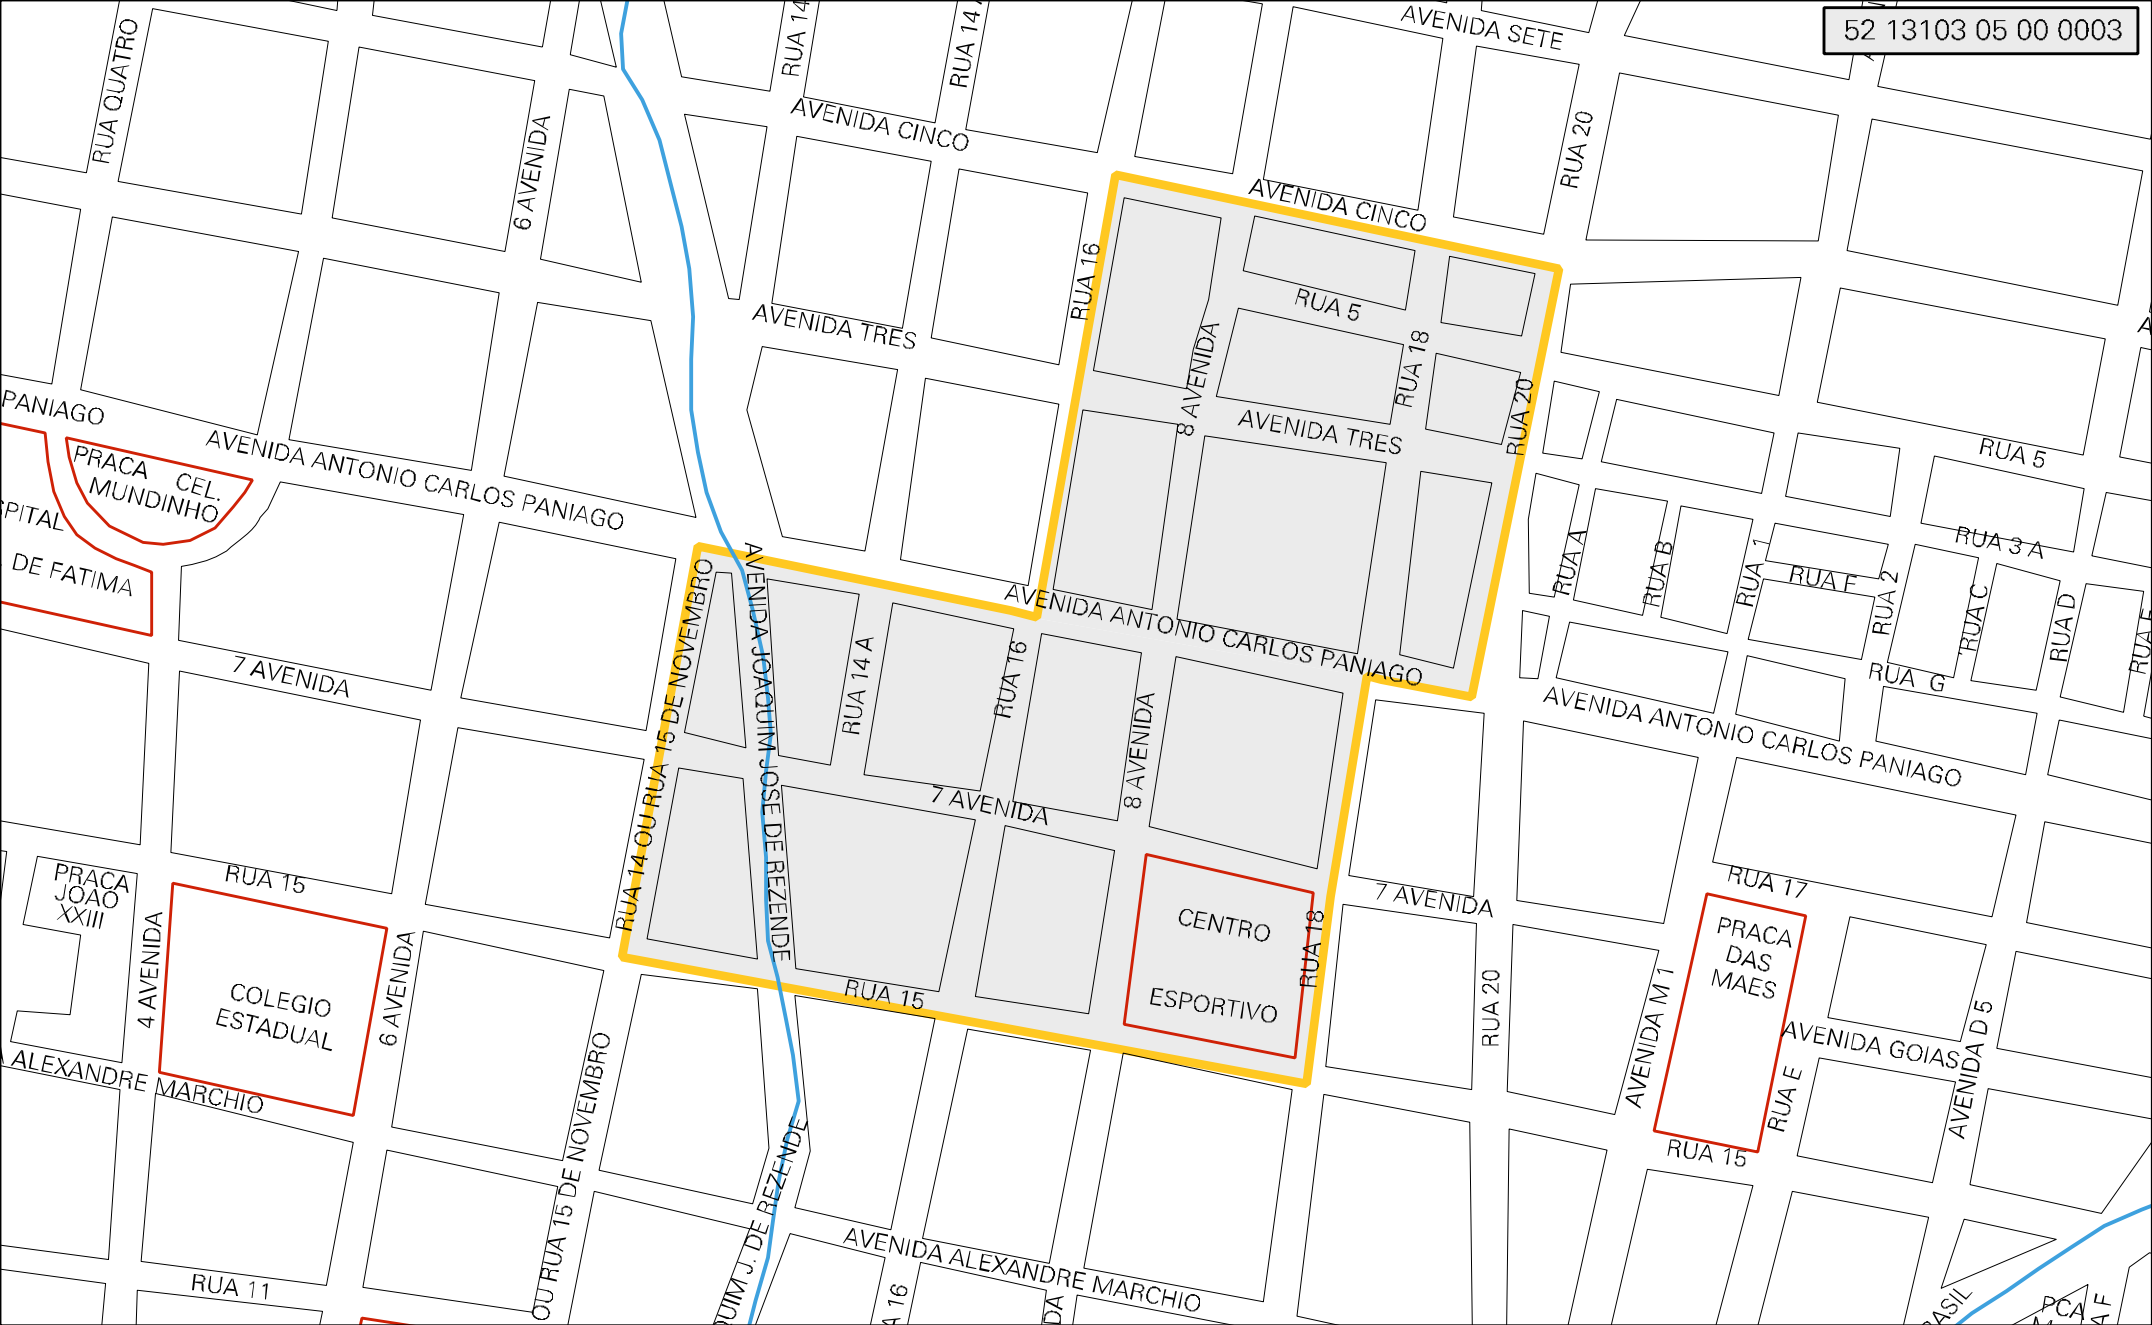 52 13103 05 00 0003
AVENIDA SETE
RUA QUATRO
RUA 14
RUA 14
AVENIDA CINCO
6 AVENIDA
RUA 20
AVENIDA CINCO
RUA 16
RUA 5
AVENIDA TRES
8 AVENIDA
RUA 18
RUA 20
AVENIDA TRES
PANIAGO
AVENIDA ANTONIO CARLOS PANIAGO
PRACA CEL.
MUNDINHO
SPITAL
DE FATIMA
RUA 5
RUA 3 A
RUA A
RUA B
RUA 1
RUA F
RUA 2
RUA C
RUA D
RUA G
AVENIDA ANTONIO CARLOS PANIAGO
AVENIDA ANTONIO CARLOS PANIAGO
7 AVENIDA
RUA 14 OU RUA 15 DE NOVEMBRO
AVENIDA JOAQUIM JOSE DE REZENDE
RUA 14 A
RUA 16
8 AVENIDA
7 AVENIDA
7 AVENIDA
RUA 17
RUA 15
PRACA
JOAO
XXIII
4 AVENIDA
COLEGIO
ESTADUAL
6 AVENIDA
CENTRO
ESPORTIVO
RUA 18
RUA 20
RUA 15
PRACA
DAS
MAES
AVENIDA M 1
AVENIDA GOIAS
AVENIDA D 5
RUA E
RUA 15
ALEXANDRE MARCHIO
OU RUA 15 DE NOVEMBRO
QUIM J. DE REZENDE
AVENIDA ALEXANDRE MARCHIO
RUA 11
A 16
DA
ASIL
PCA
A F